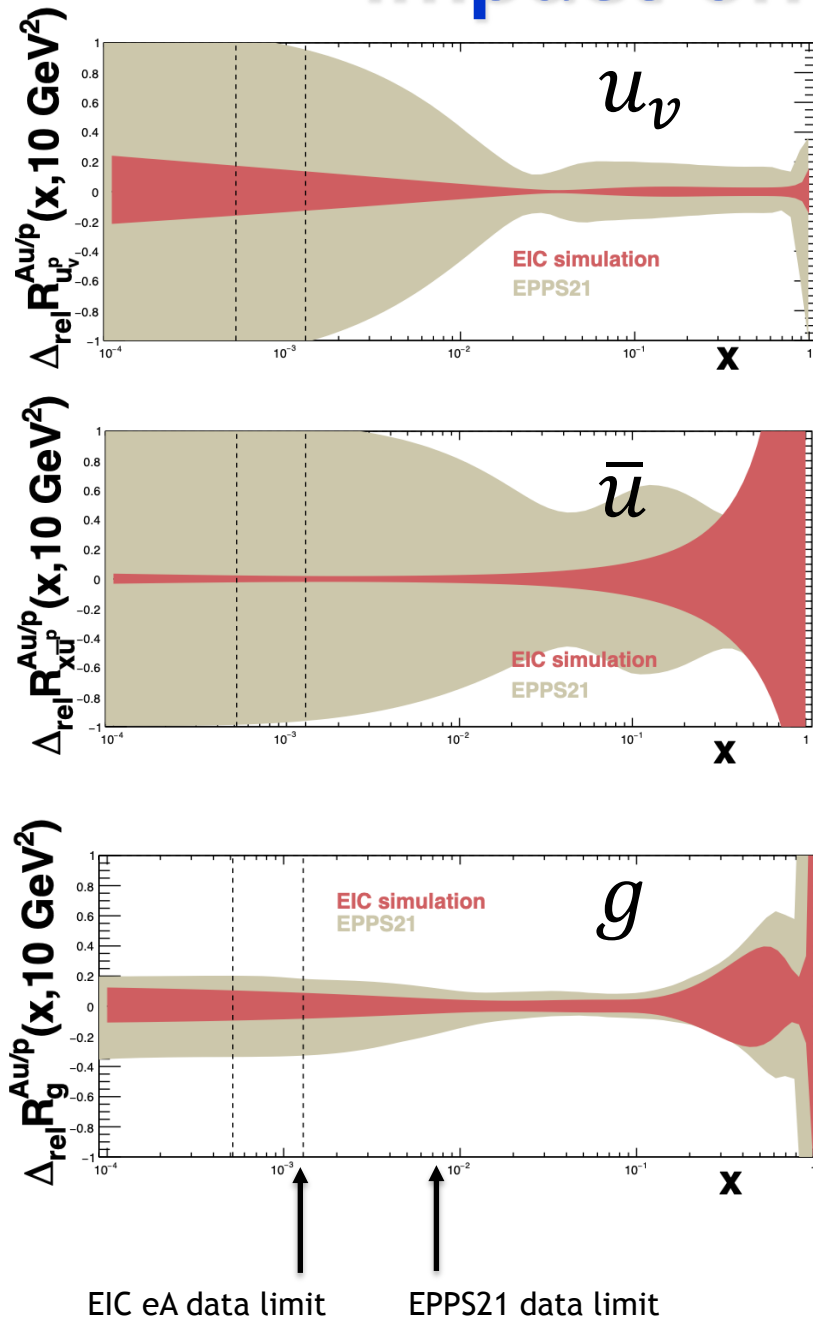 u_v
Δ_rel R_{u_v^p}^{Au/p}(x,10 GeV²)
1
0.8
0.6
0.4
0.2
0
−0.2
−0.4
−0.6
−0.8
−1
EIC simulation
EPPS21
10⁻⁴ 10⁻³ 10⁻² 10⁻¹ 1
x
u̅
Δ_rel R_{xu̅^p}^{Au/p}(x,10 GeV²)
1
0.8
0.6
0.4
0.2
0
−0.2
−0.4
−0.6
−0.8
−1
EIC simulation
EPPS21
10⁻⁴ 10⁻³ 10⁻² 10⁻¹ 1
x
g
Δ_rel R_g^{Au/p}(x,10 GeV²)
1
0.8
0.6
0.4
0.2
0
−0.2
−0.4
−0.6
−0.8
−1
EIC simulation
EPPS21
10⁻⁴ 10⁻³ 10⁻² 10⁻¹
x
EIC eA data limit EPPS21 data limit